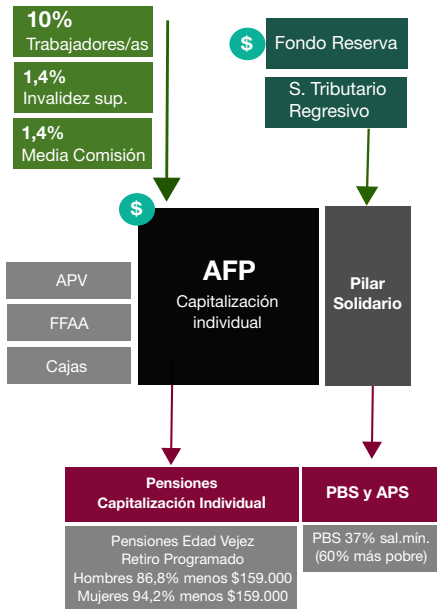 10%
Trabajadores/as
1,4%
Invalidez sup.
1,4%
Media Comisión
$
Fondo Reserva
S. Tributario
Regresivo
$
AFP
Capitalización
individual
Pilar
Solidario
APV
FFAA
Cajas
Pensiones
Capitalización Individual
PBS y APS
Pensiones Edad Vejez
Retiro Programado
Hombres 86,8% menos $159.000
Mujeres 94,2% menos $159.000
PBS 37% sal.mín.
(60% más pobre)